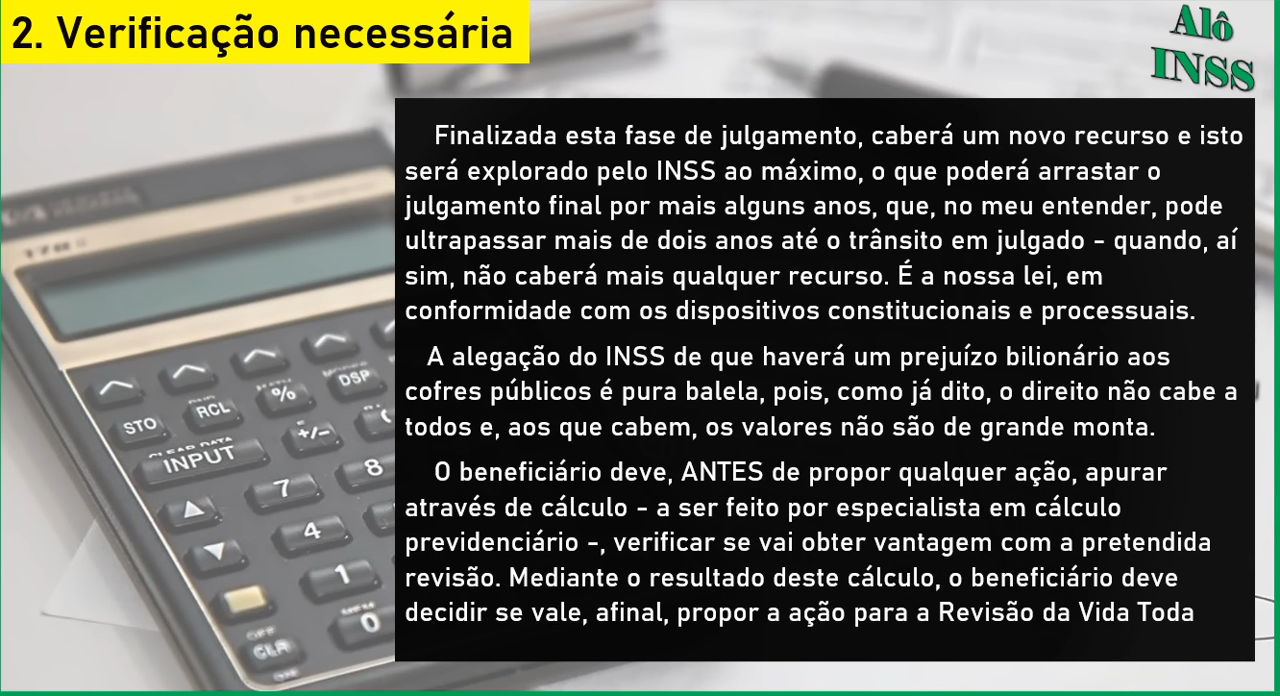 2. Verificação necessária
Alô
INSS
Finalizada esta fase de julgamento, caberá um novo recurso e isto
será explorado pelo INSS ao máximo, o que poderá arrastar o
julgamento final por mais alguns anos, que, no meu entender, pode
ultrapassar mais de dois anos até o trânsito em julgado - quando, aí
sim, não caberá mais qualquer recurso. É a nossa lei, em
conformidade com os dispositivos constitucionais e processuais.
A alegação do INSS de que haverá um prejuízo bilionário aos
cofres públicos é pura balela, pois, como já dito, o direito não cabe a
todos e, aos que cabem, os valores não são de grande monta.
O beneficiário deve, ANTES de propor qualquer ação, apurar
através de cálculo - a ser feito por especialista em cálculo
previdenciário -, verificar se vai obter vantagem com a pretendida
revisão. Mediante o resultado deste cálculo, o beneficiário deve
decidir se vale, afinal, propor a ação para a Revisão da Vida Toda
DSP
%
RCL
STO
+/-
CLEAR DATA
INPUT
8
7
4
1
0
CLR